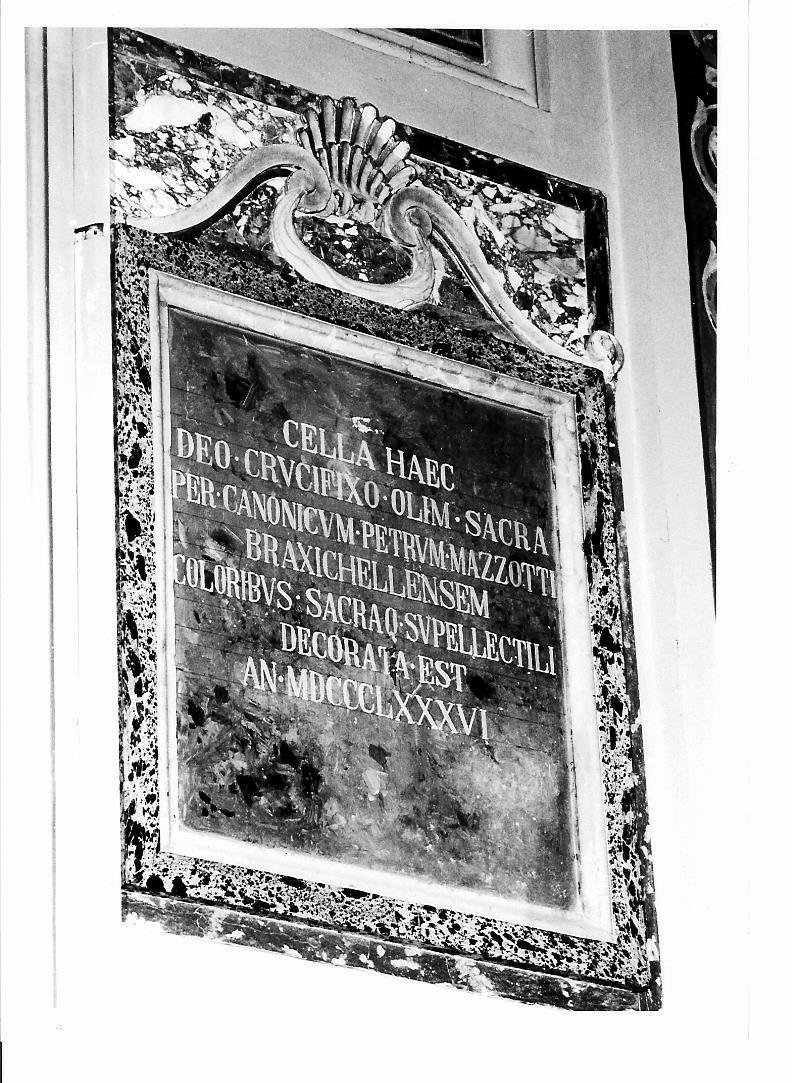 CELLA HAEC
DEO·CRVCIFIXO·OLIM·SACRA
PER·CANONICVM·PETRVM·MAZZOTTI
BRAXICHELLENSEM
COLORIBVS·SACRAQ·SVPELLECTILI
DECORATA·EST
AN·MDCCCLXXXVI